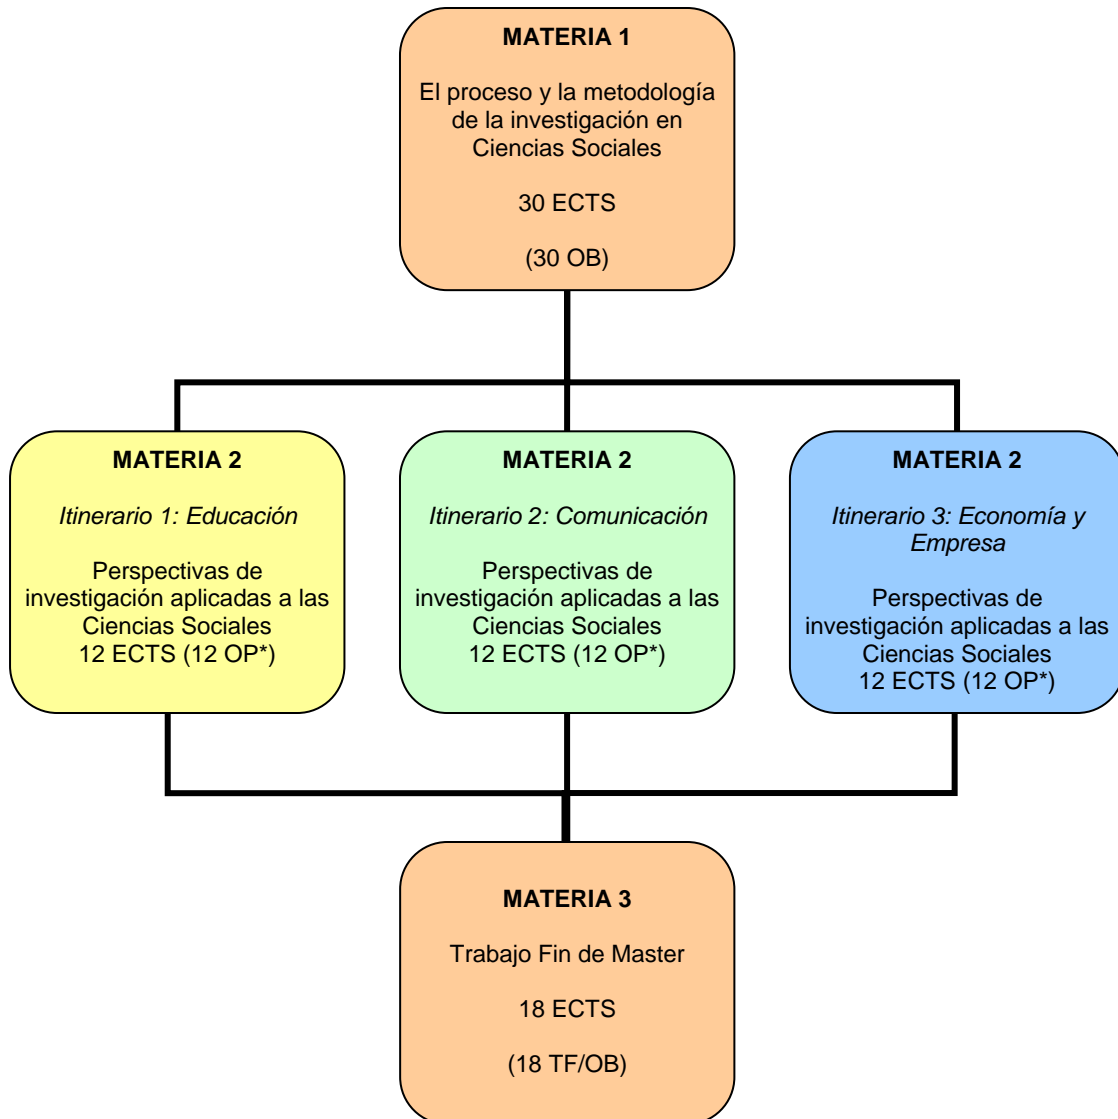 MATERIA 1
El proceso y la metodología
de la investigación en
Ciencias Sociales
30 ECTS
(30 OB)
MATERIA 2
Itinerario 1: Educación
Perspectivas de
investigación aplicadas a las
Ciencias Sociales
12 ECTS (12 OP*)
MATERIA 2
Itinerario 2: Comunicación
Perspectivas de
investigación aplicadas a las
Ciencias Sociales
12 ECTS (12 OP*)
MATERIA 2
Itinerario 3: Economía y
Empresa
Perspectivas de
investigación aplicadas a las
Ciencias Sociales
12 ECTS (12 OP*)
MATERIA 3
Trabajo Fin de Master
18 ECTS
(18 TF/OB)